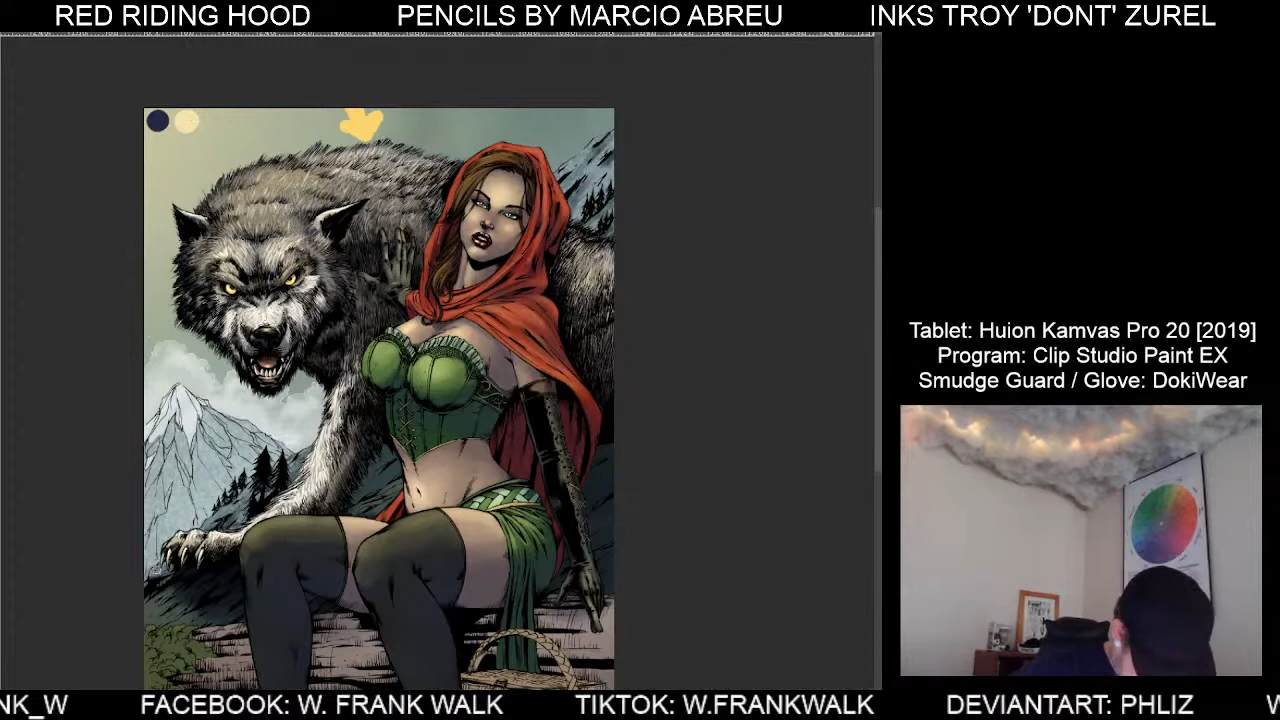 RED RIDING HOOD PENCILS BY MARCIO ABREU INKS TROY 'DONT' ZUREL
Tablet: Huion Kamvas Pro 20 [2019]
Program: Clip Studio Paint EX
Smudge Guard / Glove: DokiWear
NK_W FACEBOOK: W. FRANK WALK TIKTOK: W.FRANKWALK DEVIANTART: PHLIZ W